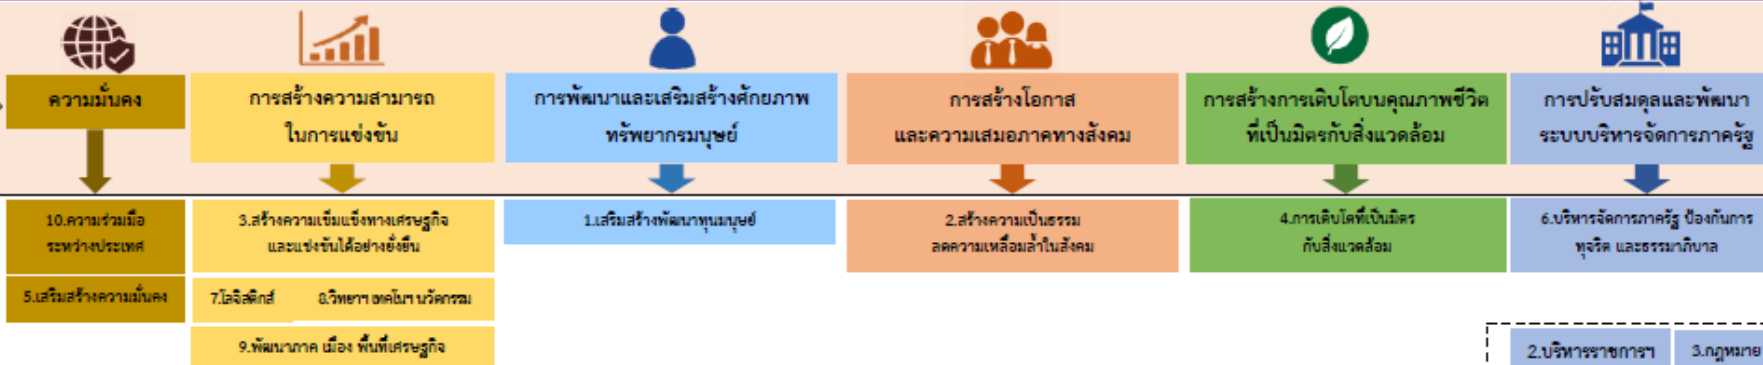 ความมั่นคง
การสร้างความสามารถ
ในการแข่งขัน
การพัฒนาและเสริมสร้างศักยภาพ
ทรัพยากรมนุษย์
การสร้างโอกาส
และความเสมอภาคทางสังคม
การสร้างการเติบโตบนคุณภาพชีวิต
ที่เป็นมิตรกับสิ่งแวดล้อม
การปรับสมดุลและพัฒนา
ระบบบริหารจัดการภาครัฐ
10.ความร่วมมือ
ระหว่างประเทศ
3.สร้างความเข้มแข็งทางเศรษฐกิจ
และแข่งขันได้อย่างยั่งยืน
1.เสริมสร้างพัฒนาทุนมนุษย์
2.สร้างความเป็นธรรม
ลดความเหลื่อมล้ำในสังคม
4.การเติบโตที่เป็นมิตร
กับสิ่งแวดล้อม
6.บริหารจัดการภาครัฐ ป้องกันการ
ทุจริต และธรรมาภิบาล
5.เสริมสร้างความมั่นคง
7.โลจิสติกส์
8.วิทยาฯ เทคโนฯ นวัตกรรม
9.พัฒนาภาค เมือง พื้นที่เศรษฐกิจ
2.บริหารราชการฯ
3.กฎหมาย